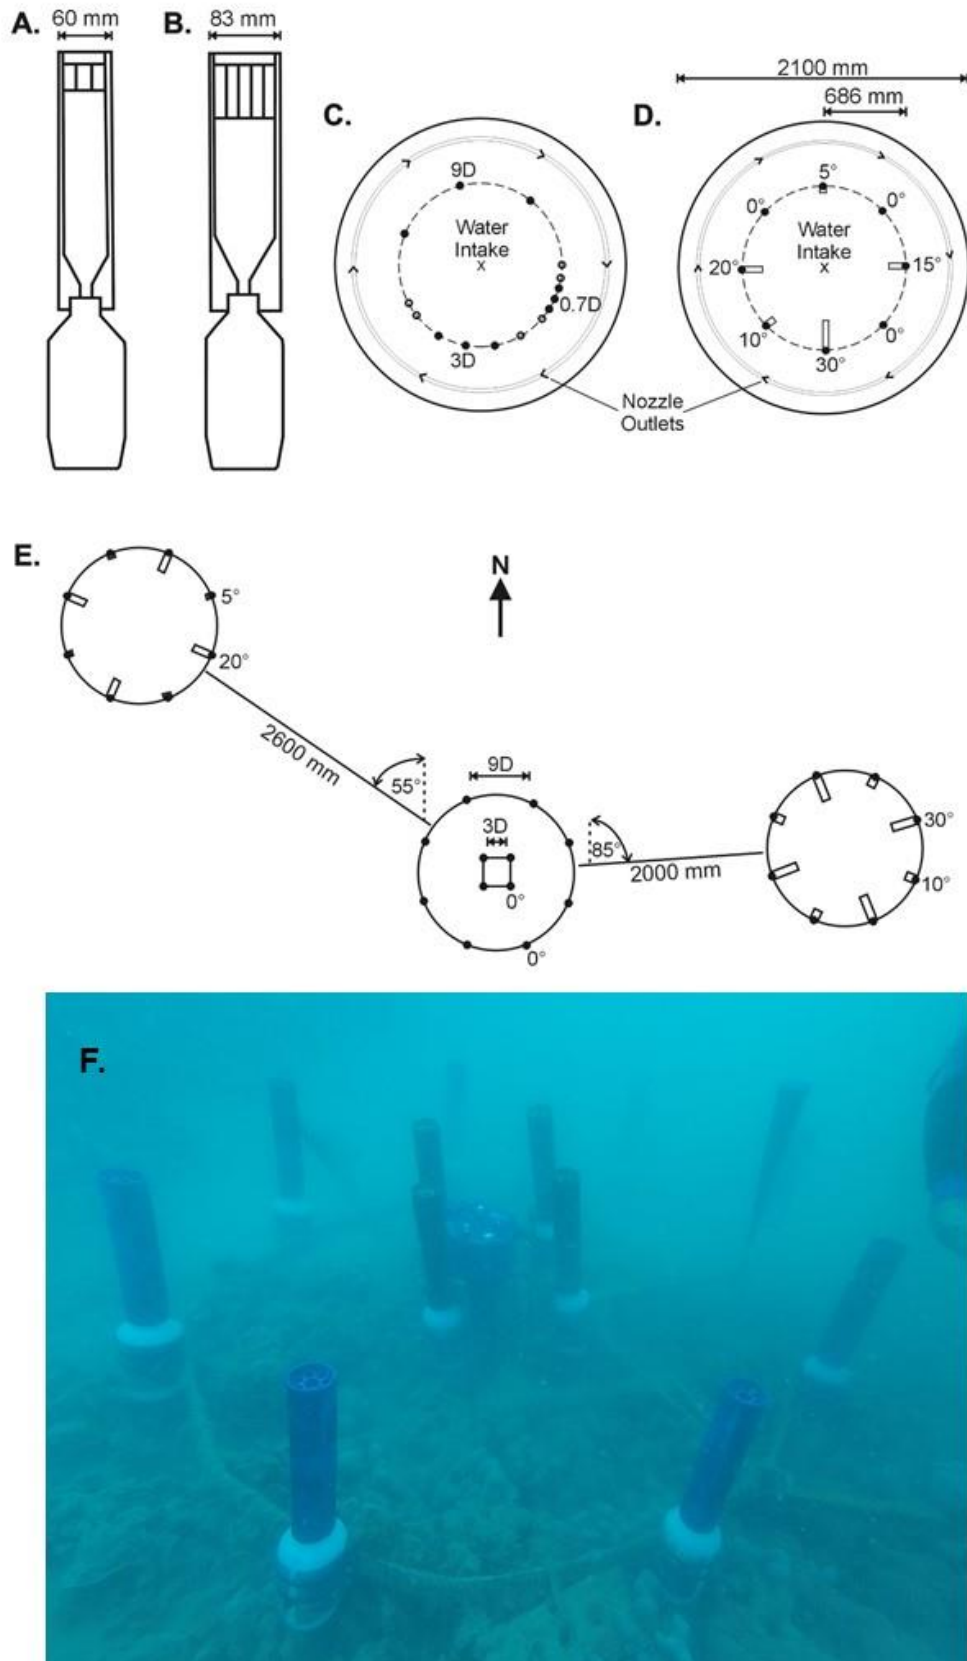 A.
60 mm
B.
83 mm
C.
9D
Water
Intake
x
0.7D
3D
Nozzle
Outlets
2100 mm
686 mm
D.
5°
0°
0°
Water
Intake
x
20°
15°
10°
0°
30°
E.
5°
20°
N
2600 mm
55°
9D
3D
0°
0°
85°
2000 mm
30°
10°
F.